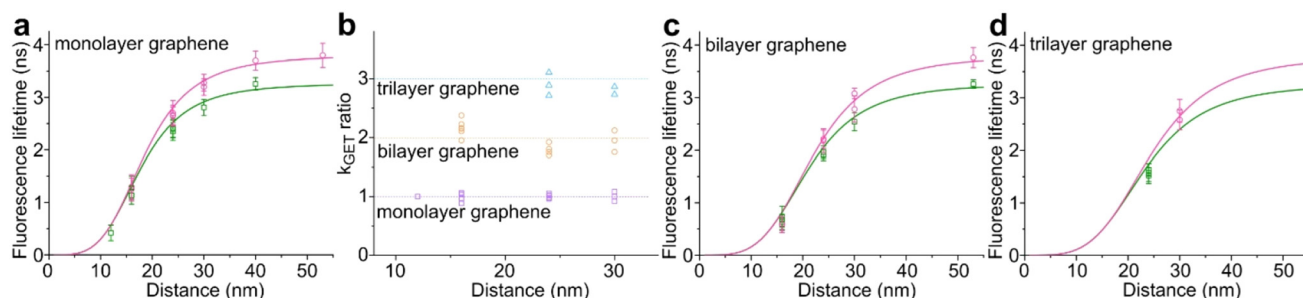 a
monolayer graphene
Fluorescence lifetime (ns)
4
3
2
1
0
0 10 20 30 40 50
Distance (nm)
b
k_GET ratio
3
2
1
0
trilayer graphene
bilayer graphene
monolayer graphene
10 20 30
Distance (nm)
c
bilayer graphene
Fluorescence lifetime (ns)
4
3
2
1
0
0 10 20 30 40 50
Distance (nm)
d
trilayer graphene
Fluorescence lifetime (ns)
4
3
2
1
0
0 10 20 30 40 50
Distance (nm)